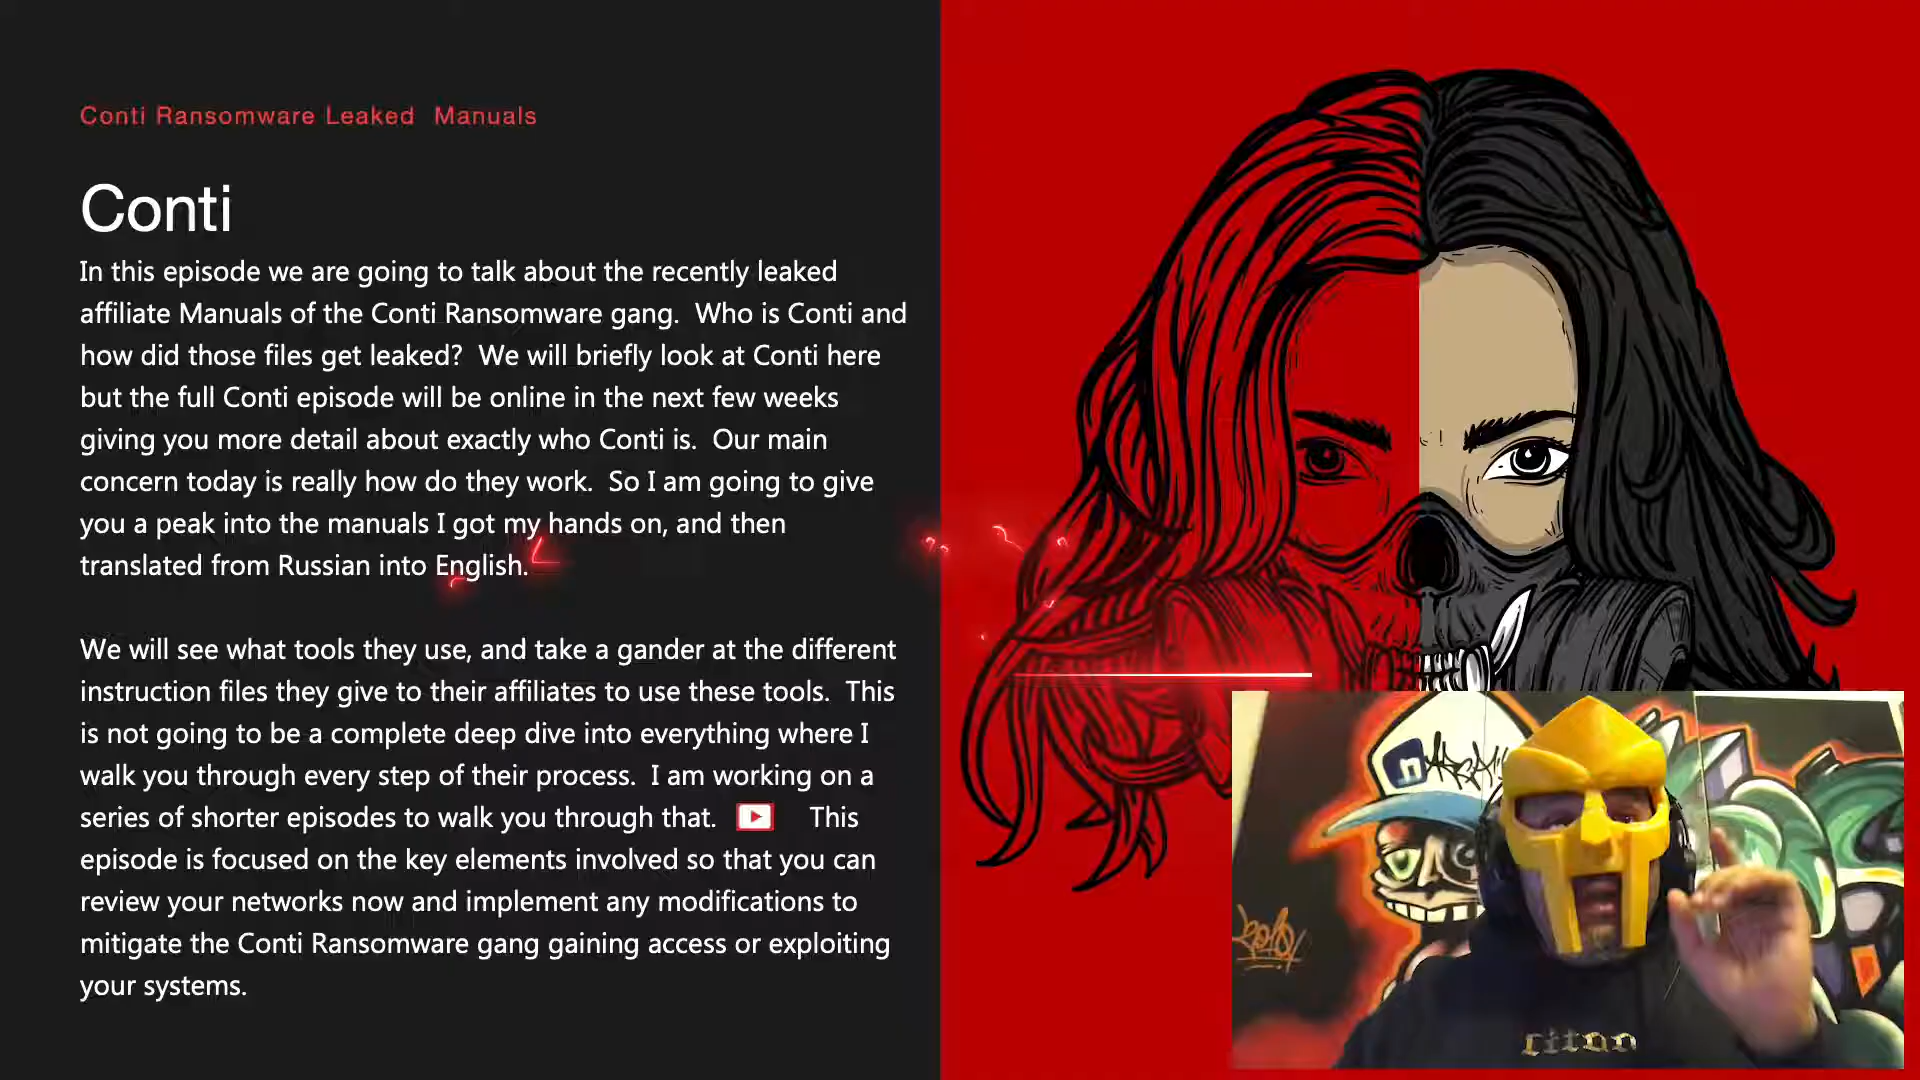 Conti Ransomware Leaked Manuals
Conti
In this episode we are going to talk about the recently leaked
affiliate Manuals of the Conti Ransomware gang. Who is Conti and
how did those files get leaked? We will briefly look at Conti here
but the full Conti episode will be online in the next few weeks
giving you more detail about exactly who Conti is. Our main
concern today is really how do they work. So I am going to give
you a peak into the manuals I got my hands on, and then
translated from Russian into English.
We will see what tools they use, and take a gander at the different
instruction files they give to their affiliates to use these tools. This
is not going to be a complete deep dive into everything where I
walk you through every step of their process. I am working on a
series of shorter episodes to walk you through that. This
episode is focused on the key elements involved so that you can
review your networks now and implement any modifications to
mitigate the Conti Ransomware gang gaining access or exploiting
your systems.
n